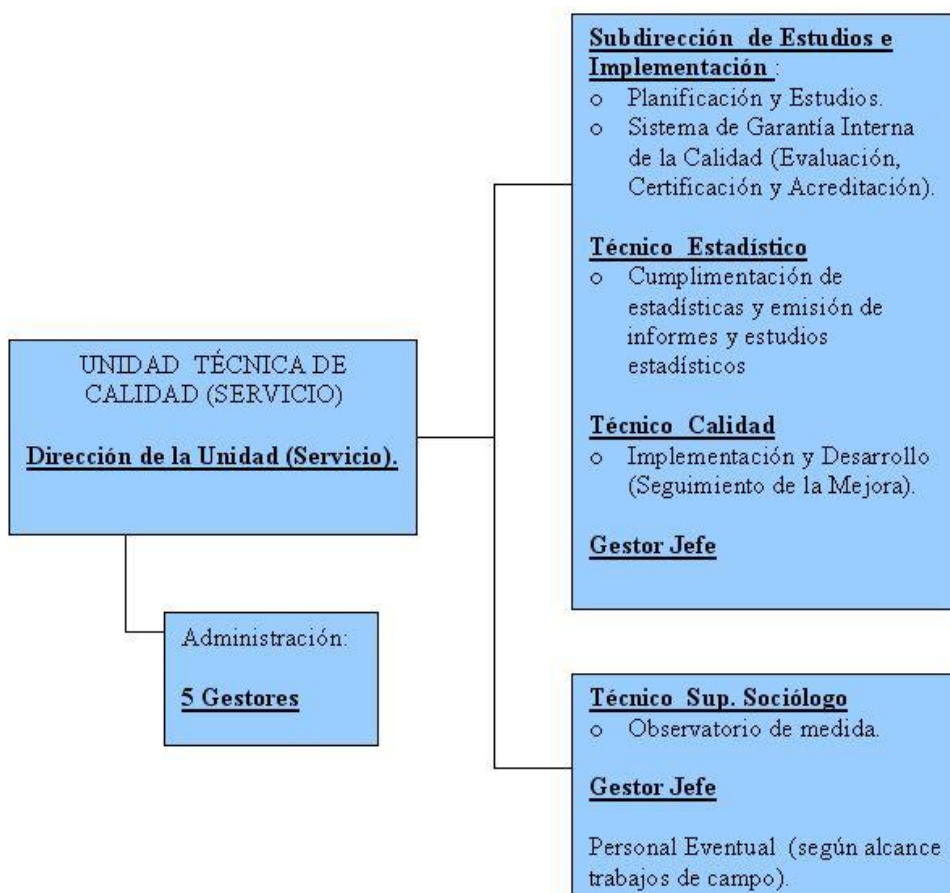 UNIDAD TÉCNICA DE
CALIDAD (SERVICIO)
Dirección de la Unidad (Servicio).
Administración:
5 Gestores
Subdirección de Estudios e
Implementación :
o Planificación y Estudios.
o Sistema de Garantía Interna
de la Calidad (Evaluación,
Certificación y Acreditación).
Técnico Estadístico
o Cumplimentación de
estadísticas y emisión de
informes y estudios
estadísticos
Técnico Calidad
o Implementación y Desarrollo
(Seguimiento de la Mejora).
Gestor Jefe
Técnico Sup. Sociólogo
o Observatorio de medida.
Gestor Jefe
Personal Eventual (según alcance
trabajos de campo).